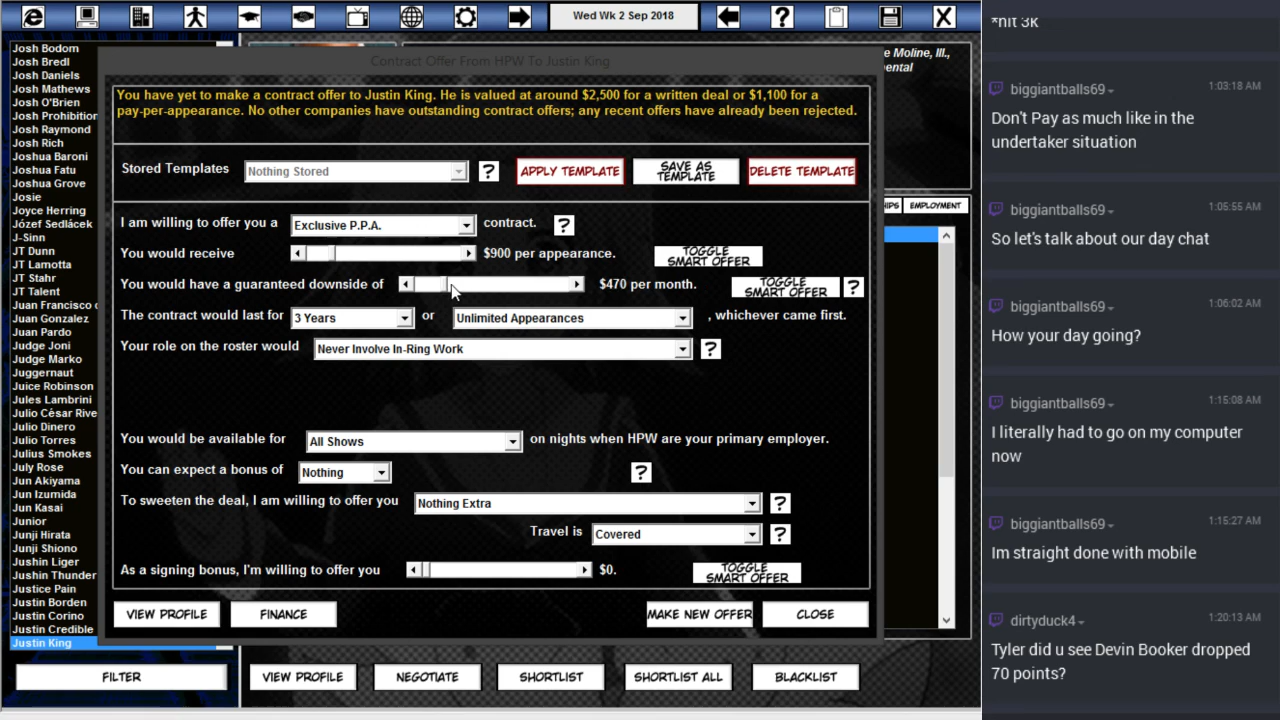 Wed Wk 2 Sep 2018
Josh Bodom
Josh Bredl
Josh Daniels
Josh Mathews
Josh O'Brien
Josh Prohibition
Josh Raymond
Josh Rich
Joshua Baroni
Joshua Fatu
Joshua Grove
Josie
Joyce Herring
Józef Sedlácek
J-Sinn
JT Dunn
JT Lamotta
JT Stahr
JT Talent
Juan Francisco
Juan Gonzalez
Juan Pardo
Judge Joni
Judge Marko
Juggernaut
Juice Robinson
Jules Lambrini
Julio César Rive
Julio Dinero
Julio Torres
Julius Smokes
July Rose
Jun Akiyama
Jun Izumida
Jun Kasai
Junior
Junji Hirata
Junji Shiono
Jushin Liger
Jushin Thunder
Justice Pain
Justin Borden
Justin Corino
Justin Credible
Justin King
FILTER
Contract Offer From HPW To Justin King
You have yet to make a contract offer to Justin King. He is valued at around $2,500 for a written deal or $1,100 for a
pay-per-appearance. No other companies have outstanding contract offers; any recent offers have already been rejected.
Stored Templates Nothing Stored ? APPLY TEMPLATE SAVE AS TEMPLATE DELETE TEMPLATE
I am willing to offer you a Exclusive P.P.A. contract. ?
You would receive $900 per appearance. TOGGLE SMART OFFER
You would have a guaranteed downside of $470 per month. TOGGLE SMART OFFER ?
The contract would last for 3 Years or Unlimited Appearances , whichever came first.
Your role on the roster would Never Involve In-Ring Work ?
You would be available for All Shows on nights when HPW are your primary employer.
You can expect a bonus of Nothing ?
To sweeten the deal, I am willing to offer you Nothing Extra ?
Travel is Covered ?
As a signing bonus, I'm willing to offer you $0. TOGGLE SMART OFFER
VIEW PROFILE FINANCE MAKE NEW OFFER CLOSE
e Moline, Ill.,
ental
IPS EMPLOYMENT
VIEW PROFILE NEGOTIATE SHORTLIST SHORTLIST ALL BLACKLIST
*hit 3k
biggiantballs69 1:03:18 AM
Don't Pay as much like in the
undertaker situation
biggiantballs69 1:05:55 AM
So let's talk about our day chat
biggiantballs69 1:06:02 AM
How your day going?
biggiantballs69 1:15:08 AM
I literally had to go on my computer
now
biggiantballs69 1:15:27 AM
Im straight done with mobile
dirtyduck4 1:20:13 AM
Tyler did u see Devin Booker dropped
70 points?